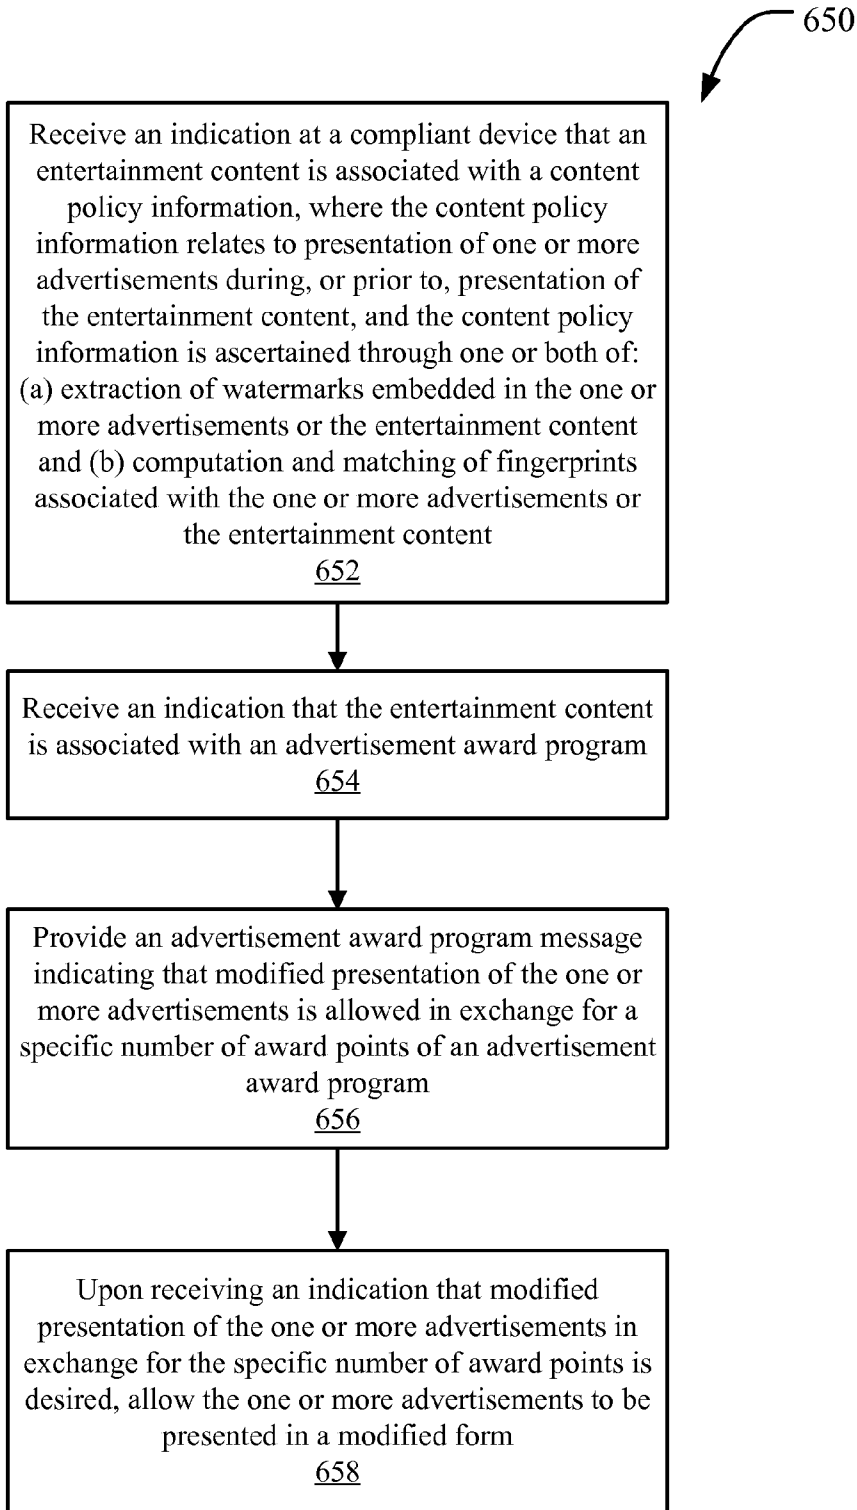 650
Receive an indication at a compliant device that an
entertainment content is associated with a content
policy information, where the content policy
information relates to presentation of one or more
advertisements during, or prior to, presentation of
the entertainment content, and the content policy
information is ascertained through one or both of:
(a) extraction of watermarks embedded in the one or
more advertisements or the entertainment content
and (b) computation and matching of fingerprints
associated with the one or more advertisements or
the entertainment content
652
Receive an indication that the entertainment content
is associated with an advertisement award program
654
Provide an advertisement award program message
indicating that modified presentation of the one or
more advertisements is allowed in exchange for a
specific number of award points of an advertisement
award program
656
Upon receiving an indication that modified
presentation of the one or more advertisements in
exchange for the specific number of award points is
desired, allow the one or more advertisements to be
presented in a modified form
658